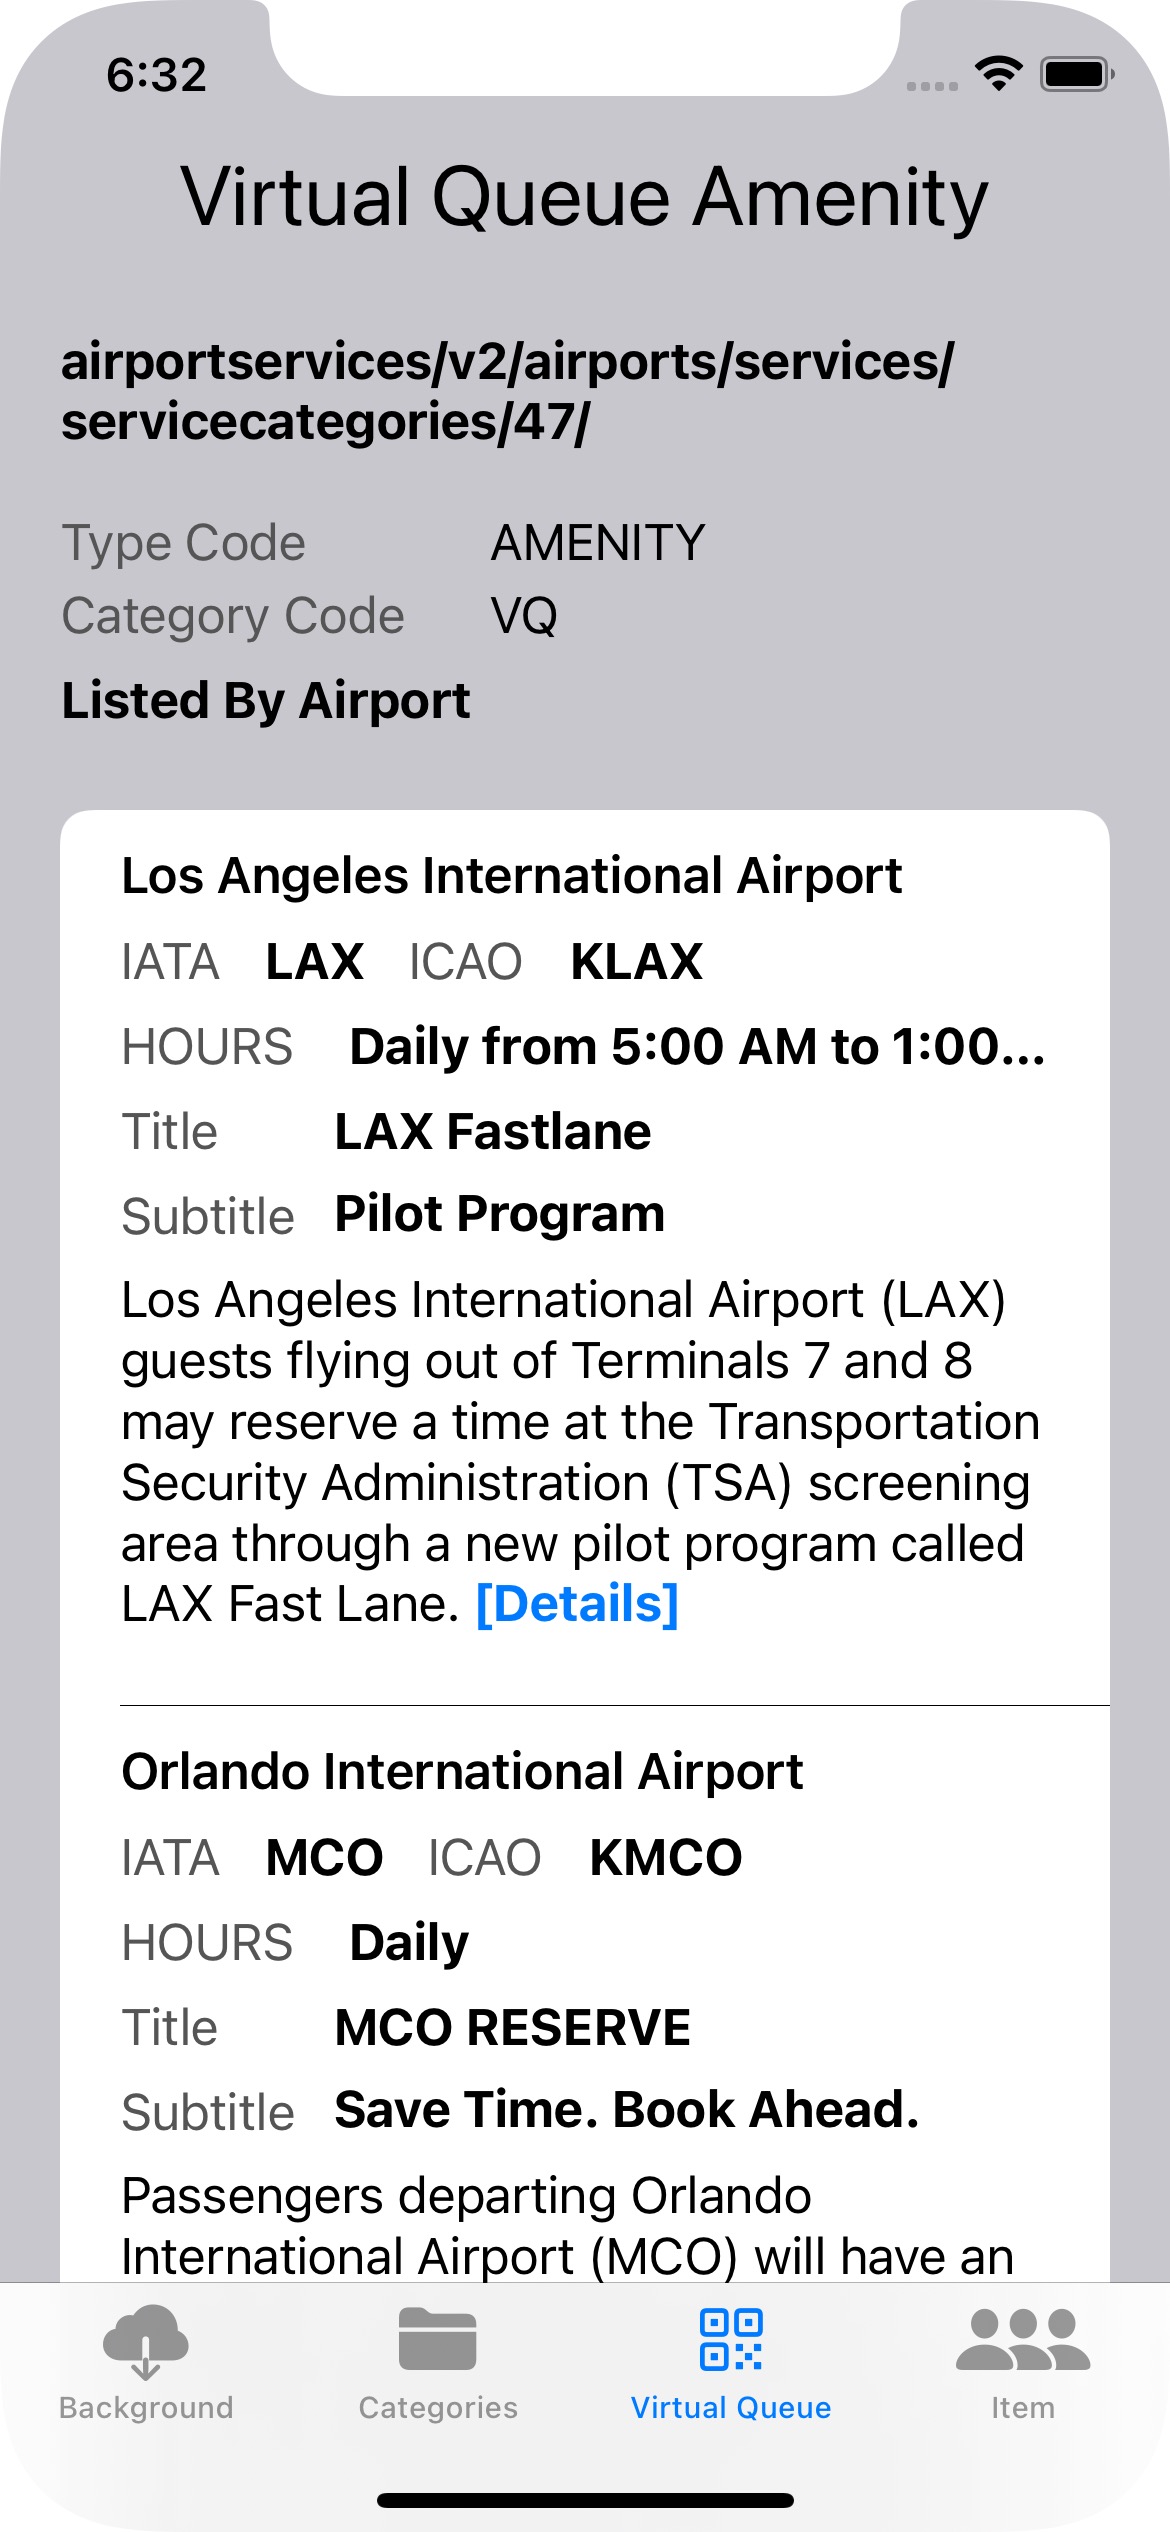 6:32
Virtual Queue Amenity
airportservices/v2/airports/services/
servicecategories/47/
Type Code AMENITY
Category Code VQ
Listed By Airport
Los Angeles International Airport
IATA LAX ICAO KLAX
HOURS Daily from 5:00 AM to 1:00...
Title LAX Fastlane
Subtitle Pilot Program
Los Angeles International Airport (LAX)
guests flying out of Terminals 7 and 8
may reserve a time at the Transportation
Security Administration (TSA) screening
area through a new pilot program called
LAX Fast Lane. [Details]
Orlando International Airport
IATA MCO ICAO KMCO
HOURS Daily
Title MCO RESERVE
Subtitle Save Time. Book Ahead.
Passengers departing Orlando
International Airport (MCO) will have an
Background Categories Virtual Queue Item